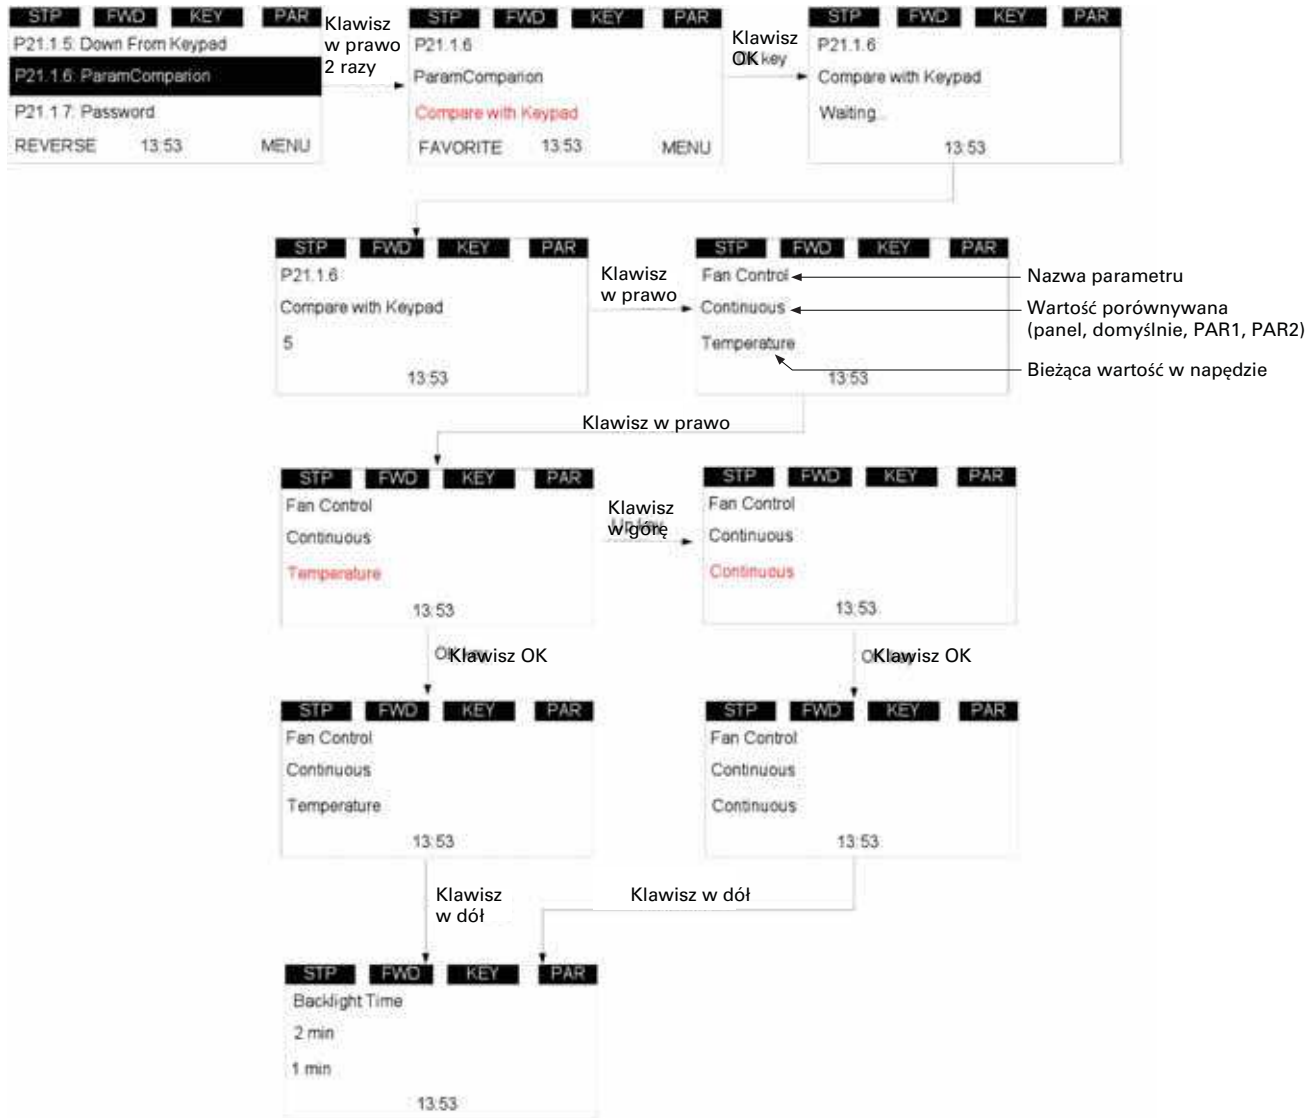 STP FWD KEY PAR
P21.1.5: Down From Keypad
P21.1.6: ParamComparion
P21.1 7: Password
REVERSE 13:53 MENU
Klawisz
w prawo
2 razy
STP FWD KEY PAR
P21.1.6
ParamComparion
Compare with Keypad
FAVORITE 13:53 MENU
Klawisz
OK key
STP FWD KEY PAR
P21.1.6
Compare with Keypad
Waiting...
13:53
STP FWD KEY PAR
P21.1.6
Compare with Keypad
5
13:53
Klawisz
w prawo
STP FWD KEY PAR
Fan Control
Continuous
Temperature
13:53
Nazwa parametru
Wartość porównywana
(panel, domyślnie, PAR1, PAR2)
Bieżąca wartość w napędzie
Klawisz w prawo
STP FWD KEY PAR
Fan Control
Continuous
Temperature
13:53
Klawisz
w górę
STP FWD KEY PAR
Fan Control
Continuous
Continuous
13:53
Klawisz OK
Klawisz OK
STP FWD KEY PAR
Fan Control
Continuous
Temperature
13:53
STP FWD KEY PAR
Fan Control
Continuous
Continuous
13:53
Klawisz
w dół
Klawisz w dół
STP FWD KEY PAR
Backlight Time
2 min
1 min
13:53